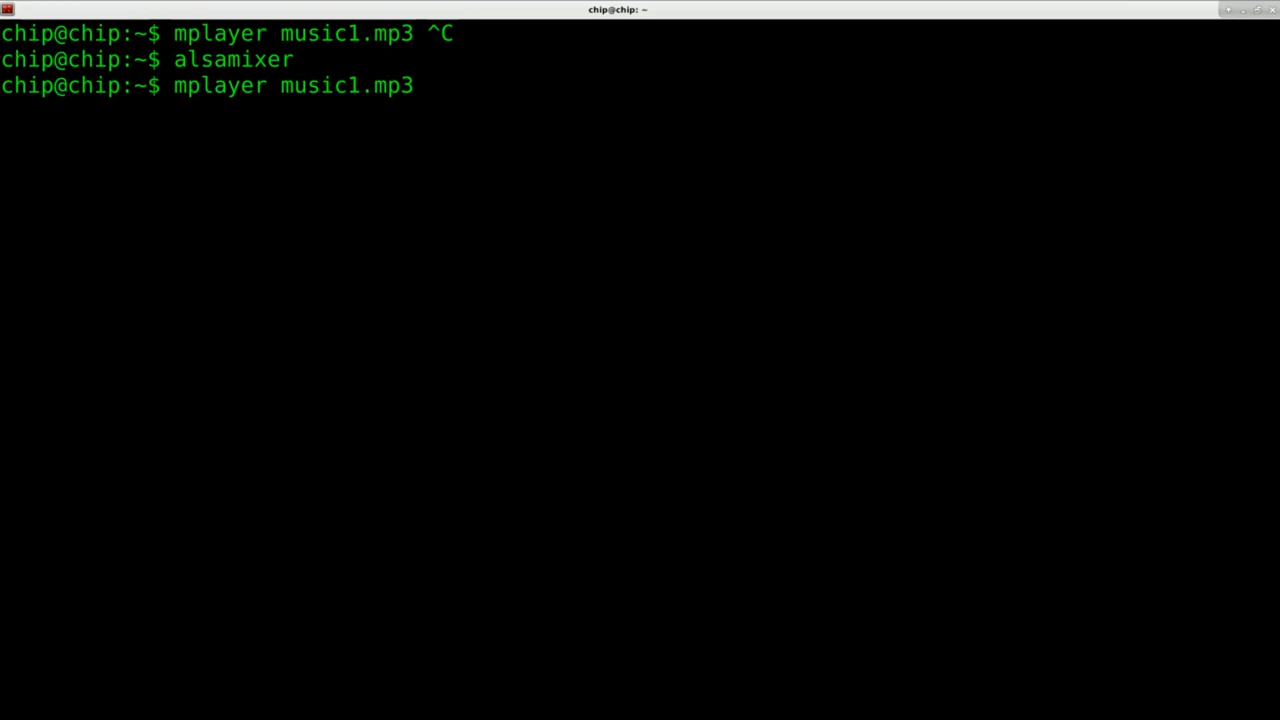 chip@chip: ~
chip@chip:~$ mplayer music1.mp3 ^C
chip@chip:~$ alsamixer
chip@chip:~$ mplayer music1.mp3